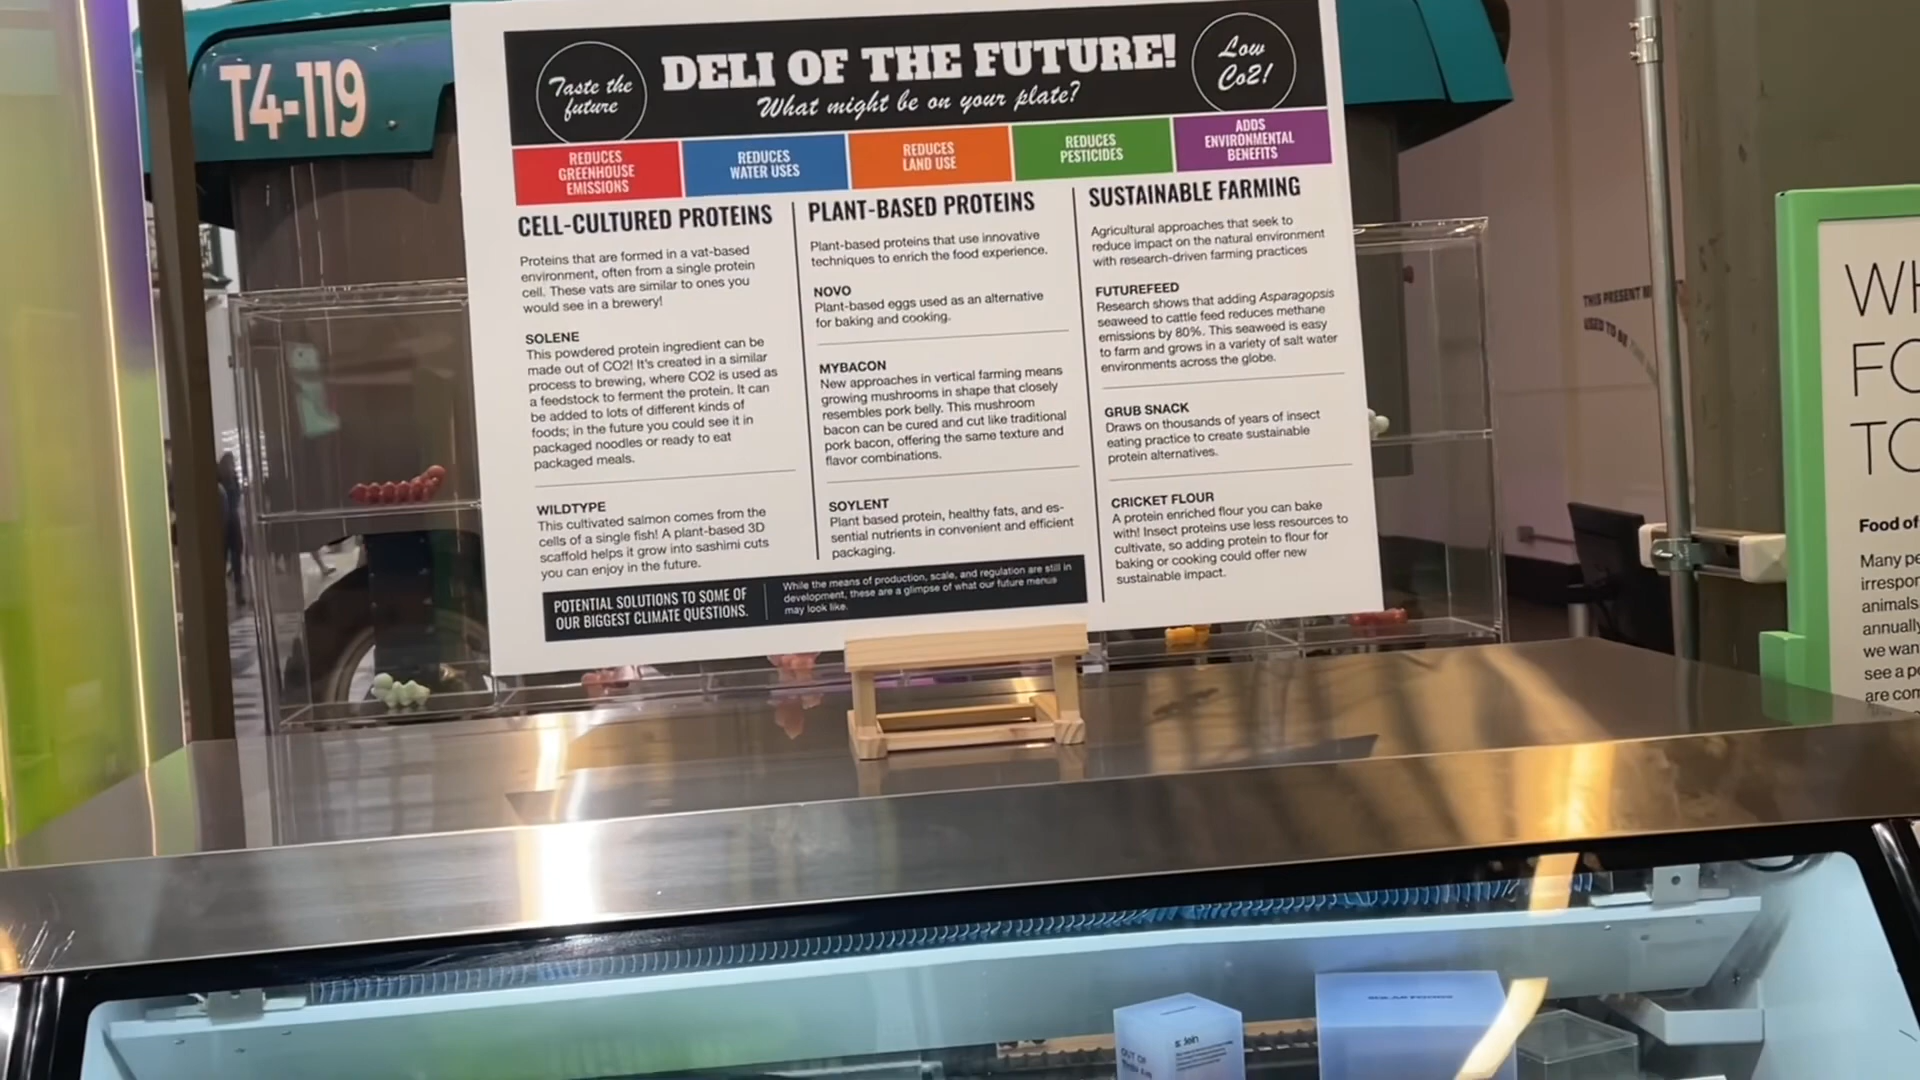 T4-119
Taste the
future
DELI OF THE FUTURE!
What might be on your plate?
Low
Co2!
REDUCES
GREENHOUSE
EMISSIONS
REDUCES
WATER USES
REDUCES
LAND USE
REDUCES
PESTICIDES
ADDS
ENVIRONMENTAL
BENEFITS
CELL-CULTURED PROTEINS
Proteins that are formed in a vat-based
environment, often from a single protein
cell. These vats are similar to ones you
would see in a brewery!
SOLENE
This powdered protein ingredient can be
made out of CO2! It's created in a similar
process to brewing, where CO2 is used as
a feedstock to ferment the protein. It can
be added to lots of different kinds of
foods; in the future you could see it in
packaged noodles or ready to eat
packaged meals.
WILDTYPE
This cultivated salmon comes from the
cells of a single fish! A plant-based 3D
scaffold helps it grow into sashimi cuts
you can enjoy in the future.
PLANT-BASED PROTEINS
Plant-based proteins that use innovative
techniques to enrich the food experience.
NOVO
Plant-based eggs used as an alternative
for baking and cooking.
MYBACON
New approaches in vertical farming means
growing mushrooms in shape that closely
resembles pork belly. This mushroom
bacon can be cured and cut like traditional
pork bacon, offering the same texture and
flavor combinations.
SOYLENT
Plant based protein, healthy fats, and es-
sential nutrients in convenient and efficient
packaging.
SUSTAINABLE FARMING
Agricultural approaches that seek to
reduce impact on the natural environment
with research-driven farming practices
FUTUREFEED
Research shows that adding Asparagopsis
seaweed to cattle feed reduces methane
emissions by 80%. This seaweed is easy
to farm and grows in a variety of salt water
environments across the globe.
GRUB SNACK
Draws on thousands of years of insect
eating practice to create sustainable
protein alternatives.
CRICKET FLOUR
A protein enriched flour you can bake
with! Insect proteins use less resources to
cultivate, so adding protein to flour for
baking or cooking could offer new
sustainable impact.
POTENTIAL SOLUTIONS TO SOME OF
OUR BIGGEST CLIMATE QUESTIONS.
While the means of production, scale, and regulation are still in
development, these are a glimpse of what our future menus
may look like.
THIS PRESENT
USED TO BE
WH
FO
TO
Food of
Many pe
irrespon
animals
annually
we wan
see a pe
are com
SOLAR FOODS
OUT OF